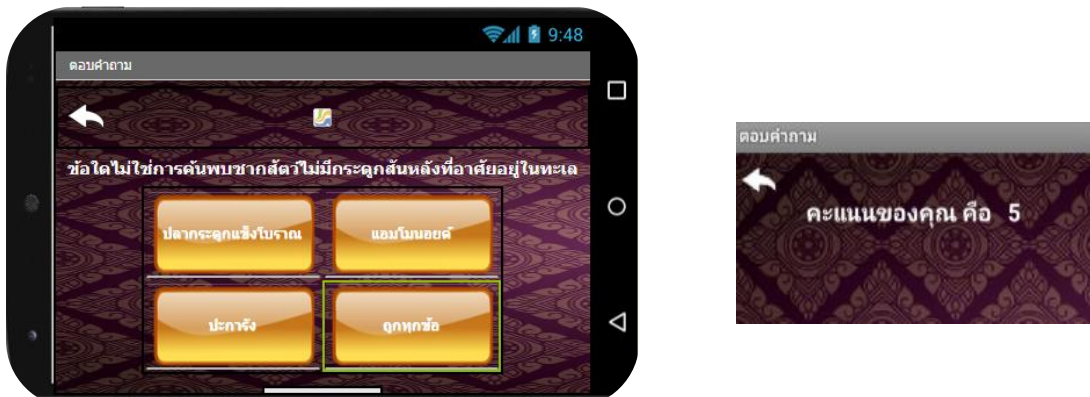 9:48
ตอบคำถาม
ข้อใดไม่ใช่การค้นพบซากสัตว์ไม่มีกระดูกสันหลังที่อาศัยอยู่ในทะเล
ปลากระดูกแข็งโบราณ
แอมโมนอยด์
ปะการัง
ถูกทุกข้อ
ตอบคำถาม
คะแนนของคุณ คือ 5